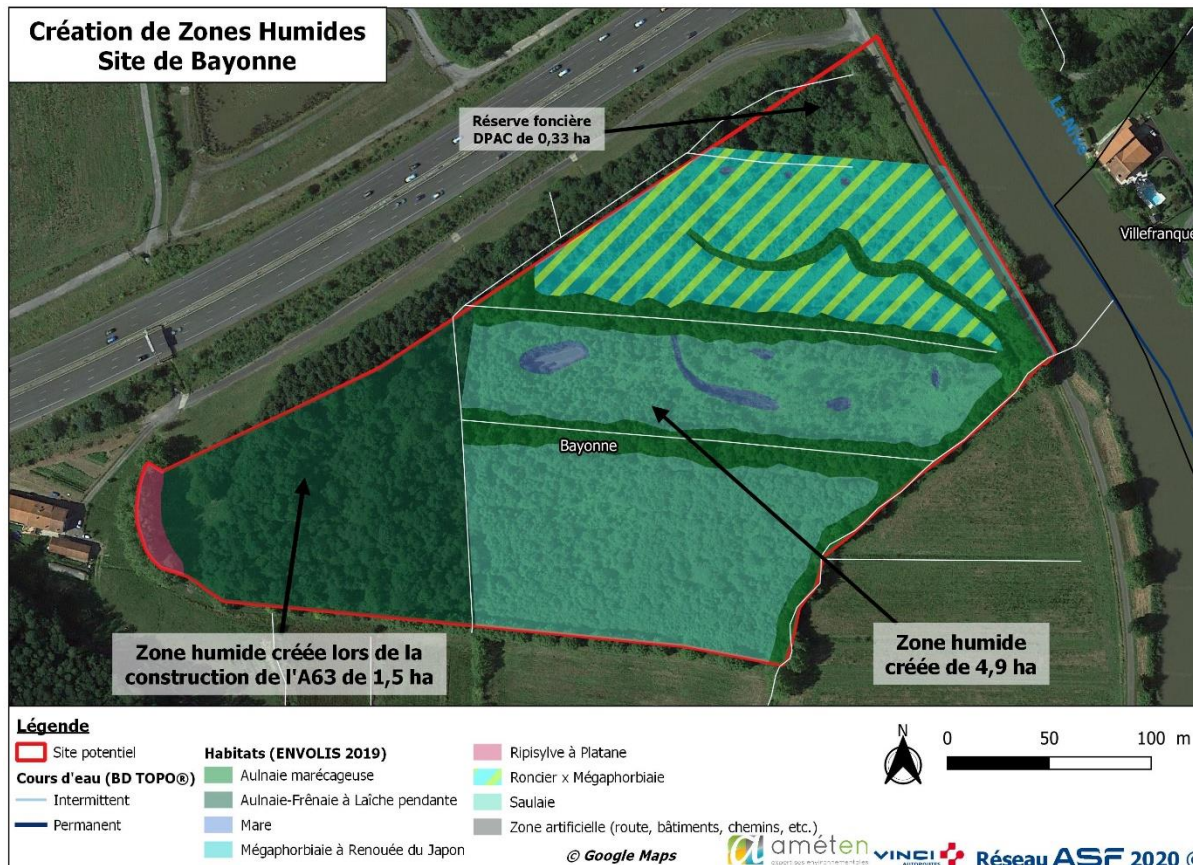 Création de Zones Humides
Site de Bayonne
Réserve foncière
DPAC de 0,33 ha
La Nive
Villefranque
Bayonne
Zone humide créée lors de la
construction de l'A63 de 1,5 ha
Zone humide
créée de 4,9 ha
Légende
Site potentiel
Cours d'eau (BD TOPO®)
Intermittent
Permanent
Habitats (ENVOLIS 2019)
Aulnaie marécageuse
Aulnaie-Frênaie à Laîche pendante
Mare
Mégaphorbiaie à Renouée du Japon
Ripisylve à Platane
Roncier x Mégaphorbiaie
Saulaie
Zone artificielle (route, bâtiments, chemins, etc.)
N
0 50 100 m
© Google Maps
améten
VINCI
AUTOROUTES
Réseau ASF 2020 ©